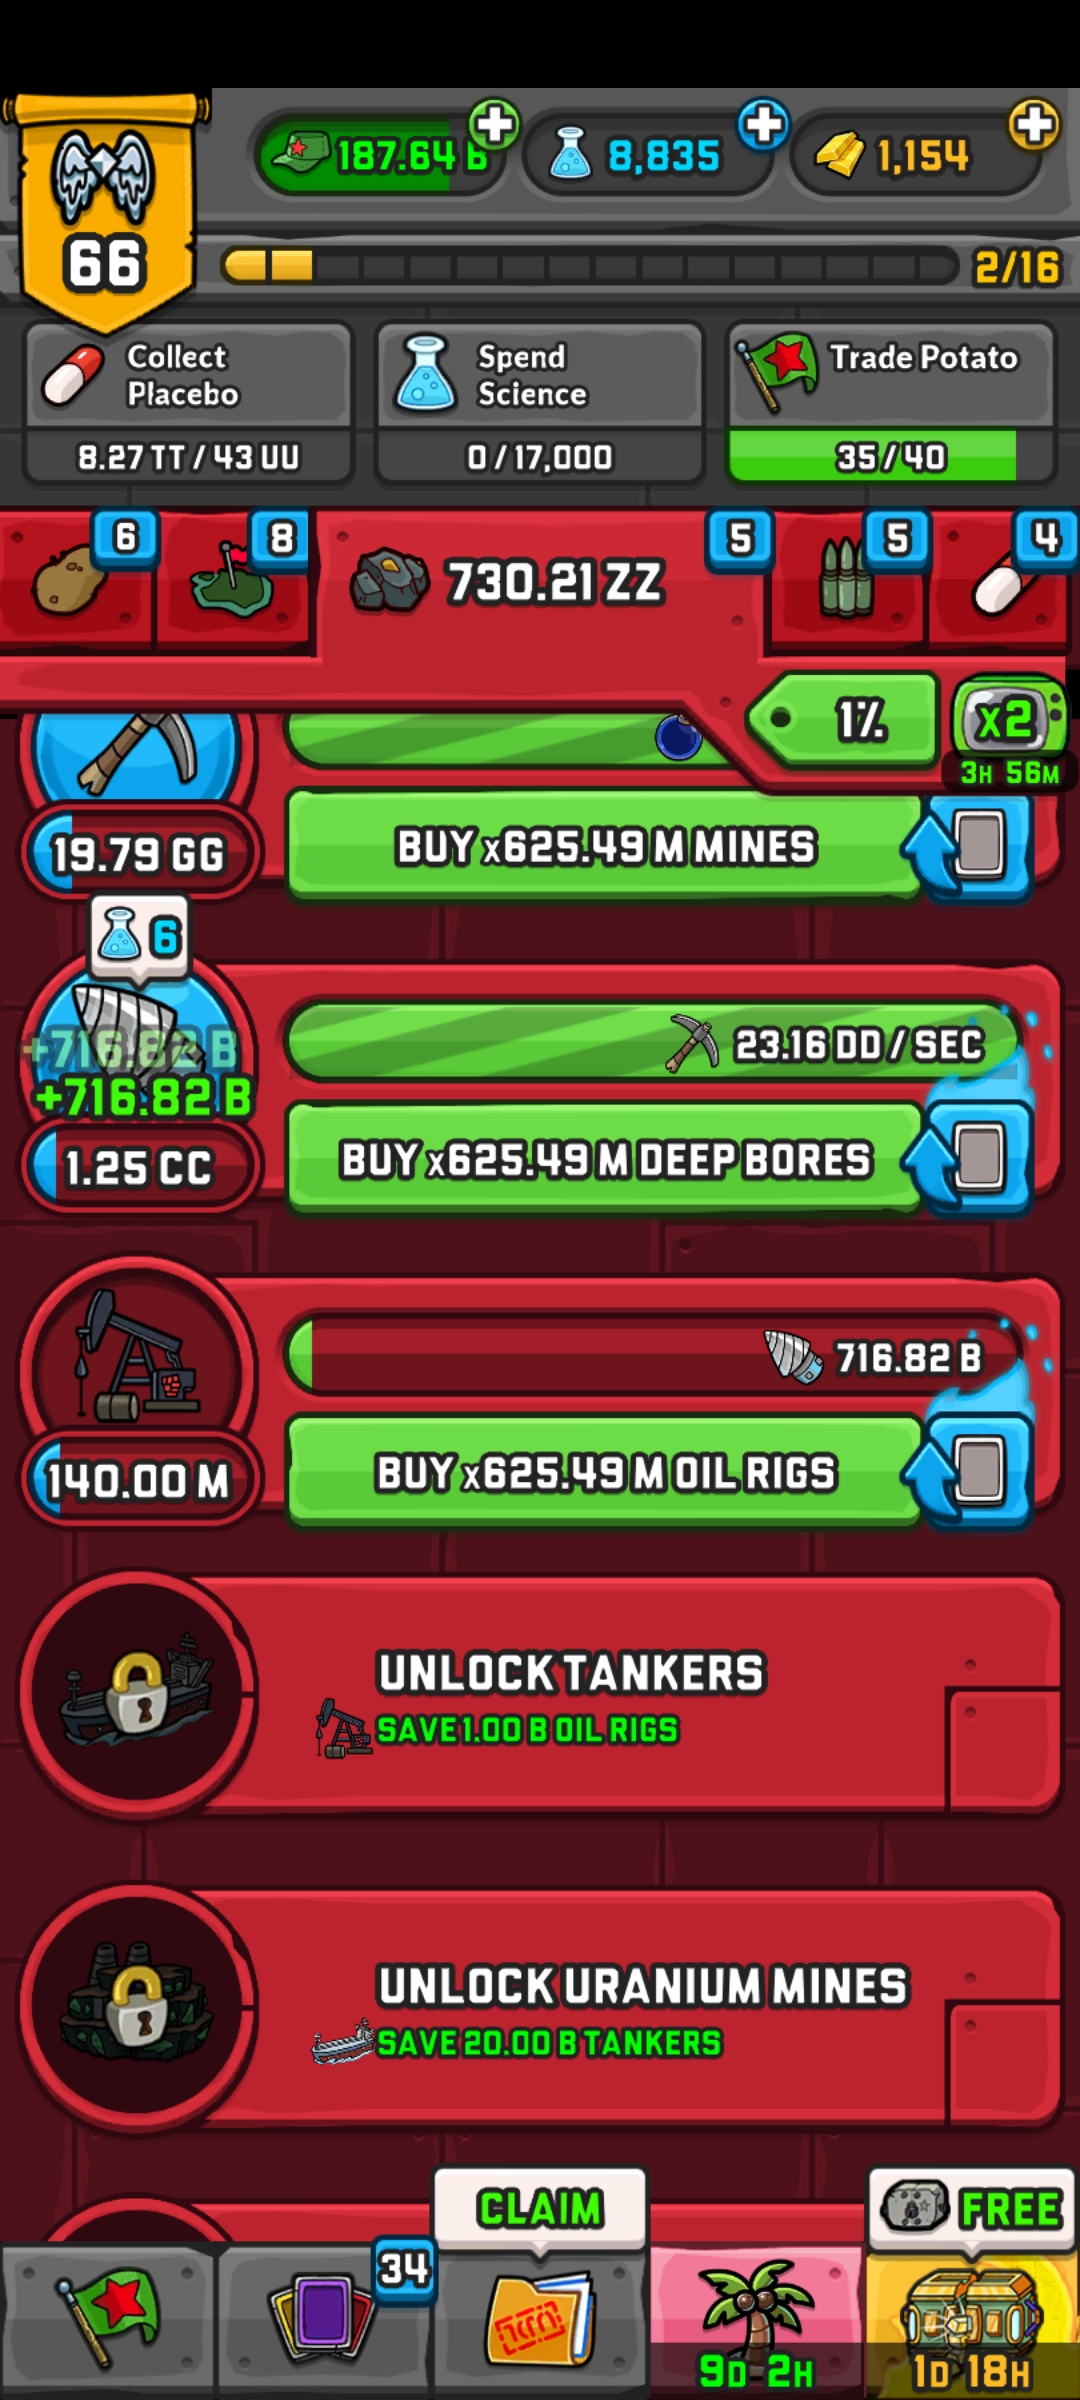 187.64 B
8,835
1,154
66
2/16
Collect
Placebo
8.27 TT / 43 UU
Spend
Science
0 / 17,000
Trade Potato
35 / 40
6
8
730.21 ZZ
5
5
4
1%
x2
3H 56M
19.79 GG
BUY x625.49 M MINES
6
+716.82 B
+716.82 B
1.25 CC
23.16 DD / SEC
BUY x625.49 M DEEP BORES
716.82 B
140.00 M
BUY x625.49 M OIL RIGS
UNLOCK TANKERS
SAVE 1.00 B OIL RIGS
UNLOCK URANIUM MINES
SAVE 20.00 B TANKERS
CLAIM
FREE
34
9D 2H
1D 18H